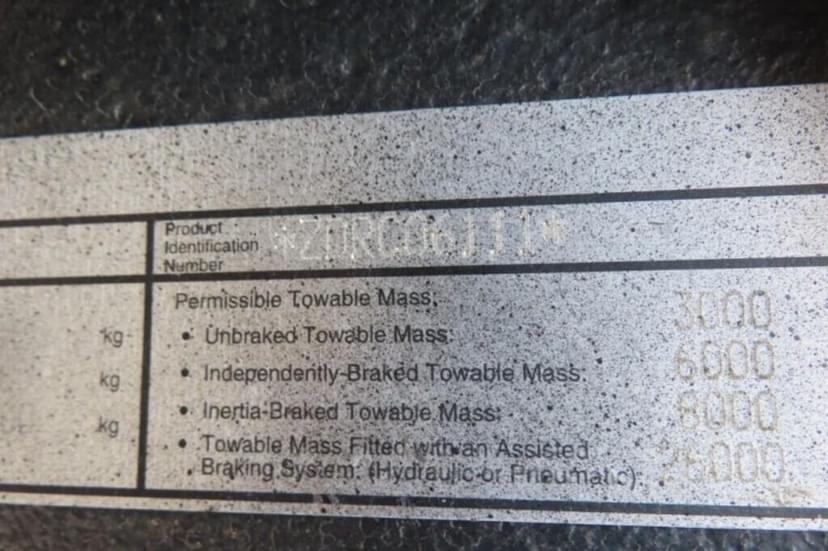 Product
Identification
Number
*ZDRC06111*
Permissible Towable Mass:
kg
• Unbraked Towable Mass: 3000
kg
• Independently-Braked Towable Mass: 6000
kg
• Inertia-Braked Towable Mass: 8000
• Towable Mass Fitted with an Assisted
Braking System: (Hydraulic or Pneumatic): 26000